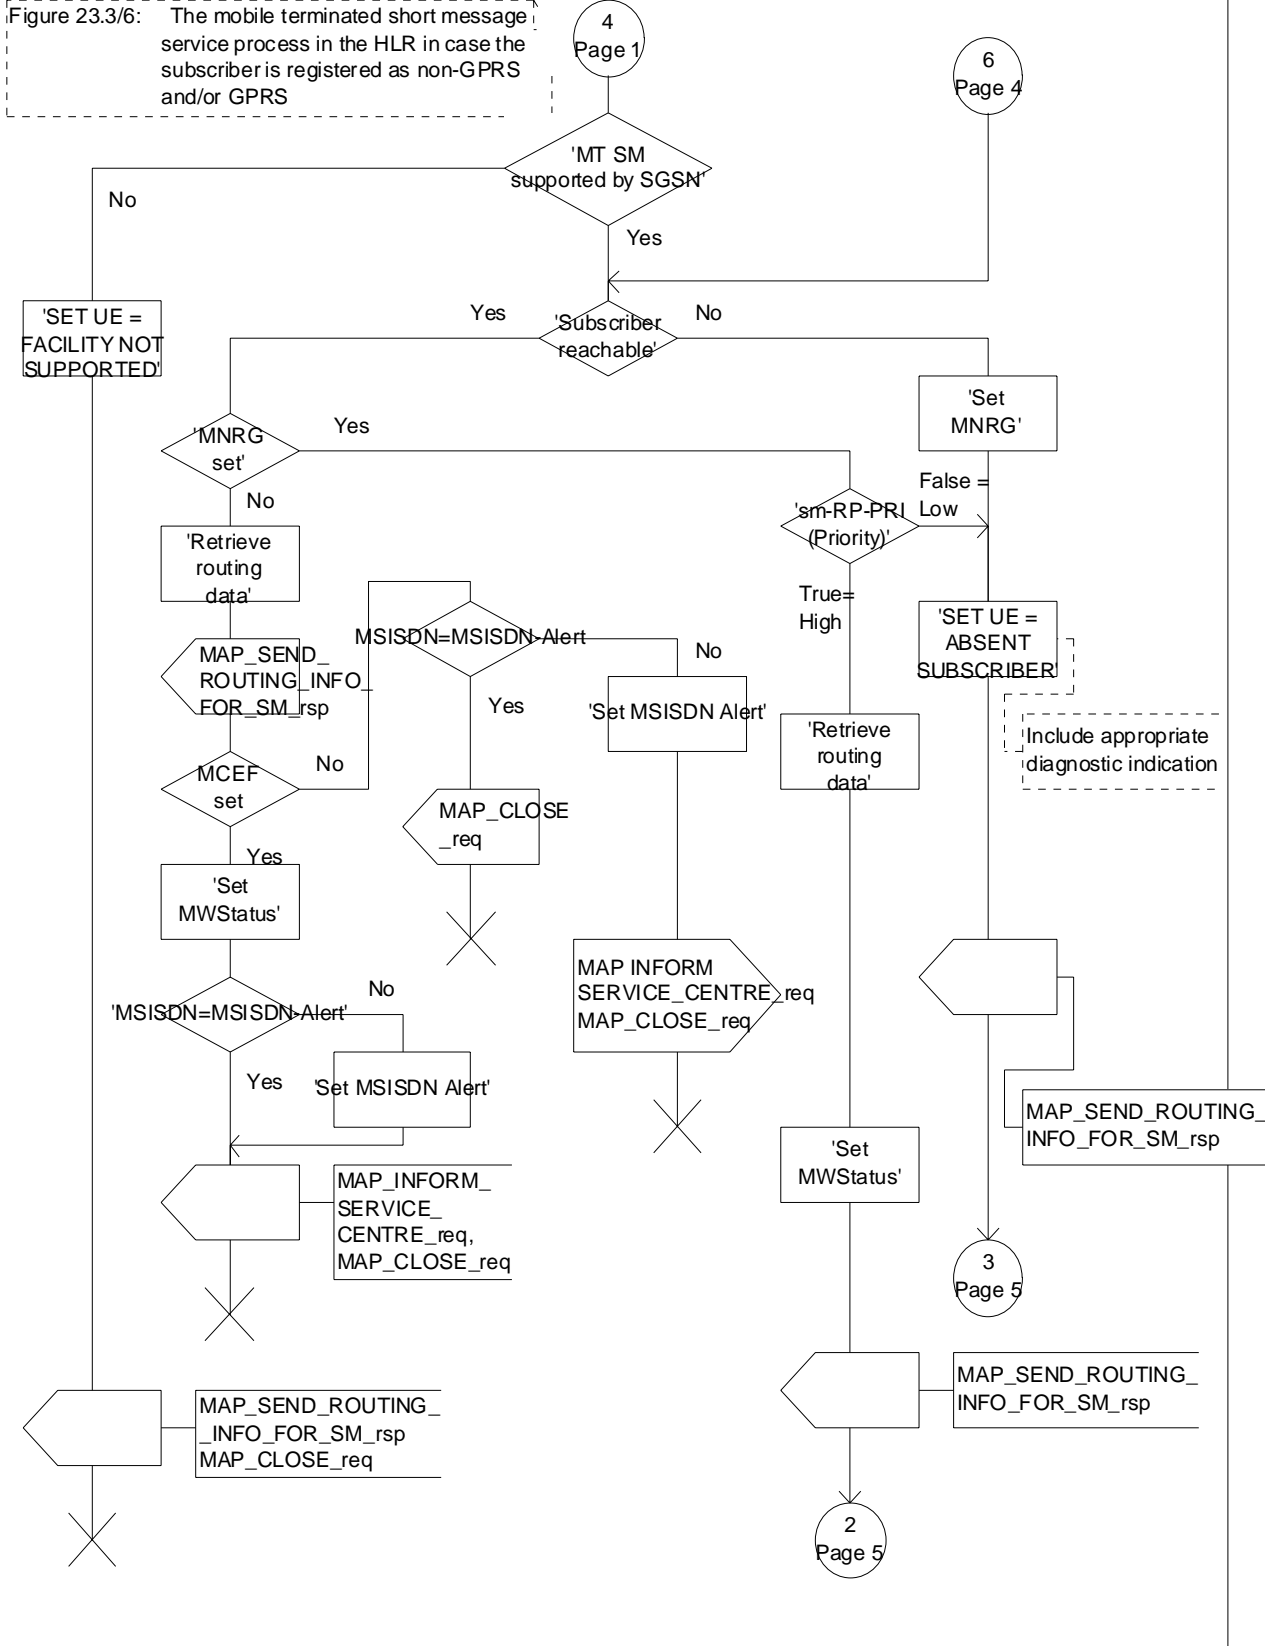 Figure 23.3/6: The mobile terminated short message
service process in the HLR in case the
subscriber is registered as non-GPRS
and/or GPRS
4
Page 1
6
Page 4
'MT SM
supported by SGSN'
No
Yes
'SET UE =
FACILITY NOT
SUPPORTED'
Yes
'Subscriber
reachable'
No
'Set
MNRG'
'MNRG
set'
Yes
No
False =
Low
'sm-RP-PRI
(Priority)'
True=
High
'Retrieve
routing
data'
MSISDN=MSISDN-Alert
No
Yes
'SET UE =
ABSENT
SUBSCRIBER'
MAP_SEND_
ROUTING_INFO_
FOR_SM_rsp
'Set MSISDN Alert'
'Retrieve
routing
data'
Include appropriate
diagnostic indication
MCEF
set
No
Yes
MAP_CLOSE
_req
'Set
MWStatus'
MAP INFORM
SERVICE_CENTRE_req
MAP_CLOSE_req
'MSISDN=MSISDN-Alert'
No
Yes
'Set MSISDN Alert'
MAP_SEND_ROUTING_
INFO_FOR_SM_rsp
'Set
MWStatus'
MAP_INFORM_
SERVICE_
CENTRE_req,
MAP_CLOSE_req
3
Page 5
MAP_SEND_ROUTING_
INFO_FOR_SM_rsp
MAP_SEND_ROUTING_
_INFO_FOR_SM_rsp
MAP_CLOSE_req
2
Page 5